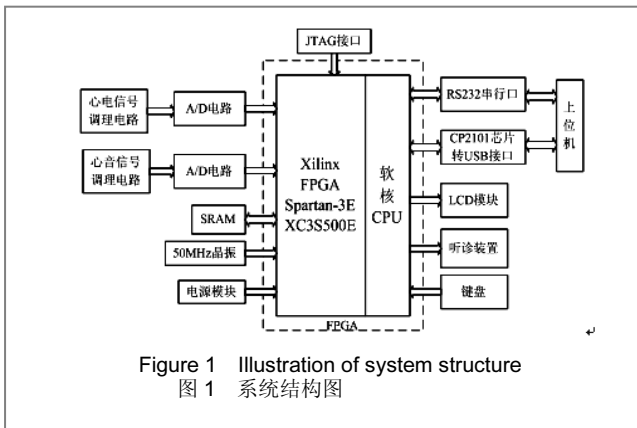 JTAG接口
心电信号
调理电路
A/D电路
心音信号
调理电路
A/D电路
SRAM
50MHz晶振
电源模块
Xilinx
FPGA
Spartan-3E
XC3S500E
软
核
CPU
FPGA
RS232串行口
CP2101芯片
转USB接口
LCD模块
听诊装置
键盘
上
位
机
Figure 1 Illustration of system structure
图 1 系统结构图